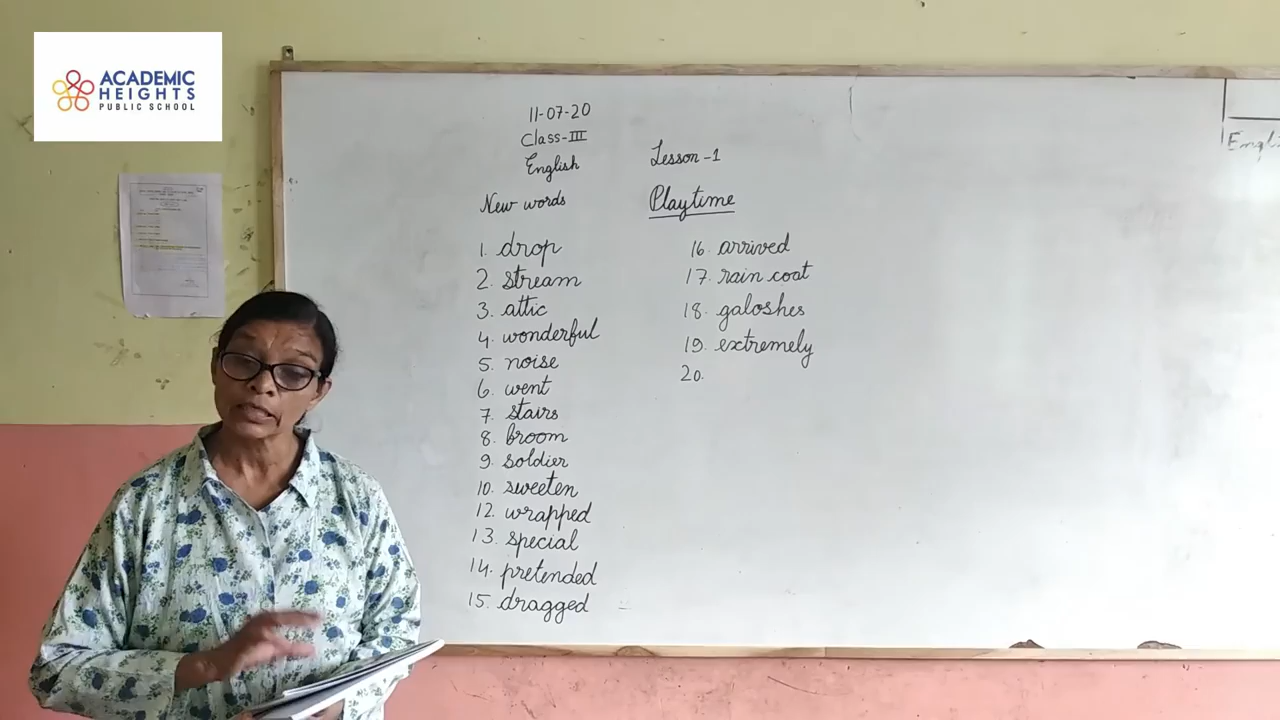 ACADEMIC
HEIGHTS
PUBLIC SCHOOL
11-07-20
Class-III
English
Lesson-1
New words
Playtime
1. drop
2. stream
3. attic
4. wonderful
5. noise
6. went
7. stairs
8. broom
9. soldier
10. sweeten
12. wrapped
13. special
14. pretended
15. dragged
16. arrived
17. rain coat
18. galoshes
19. extremely
20.